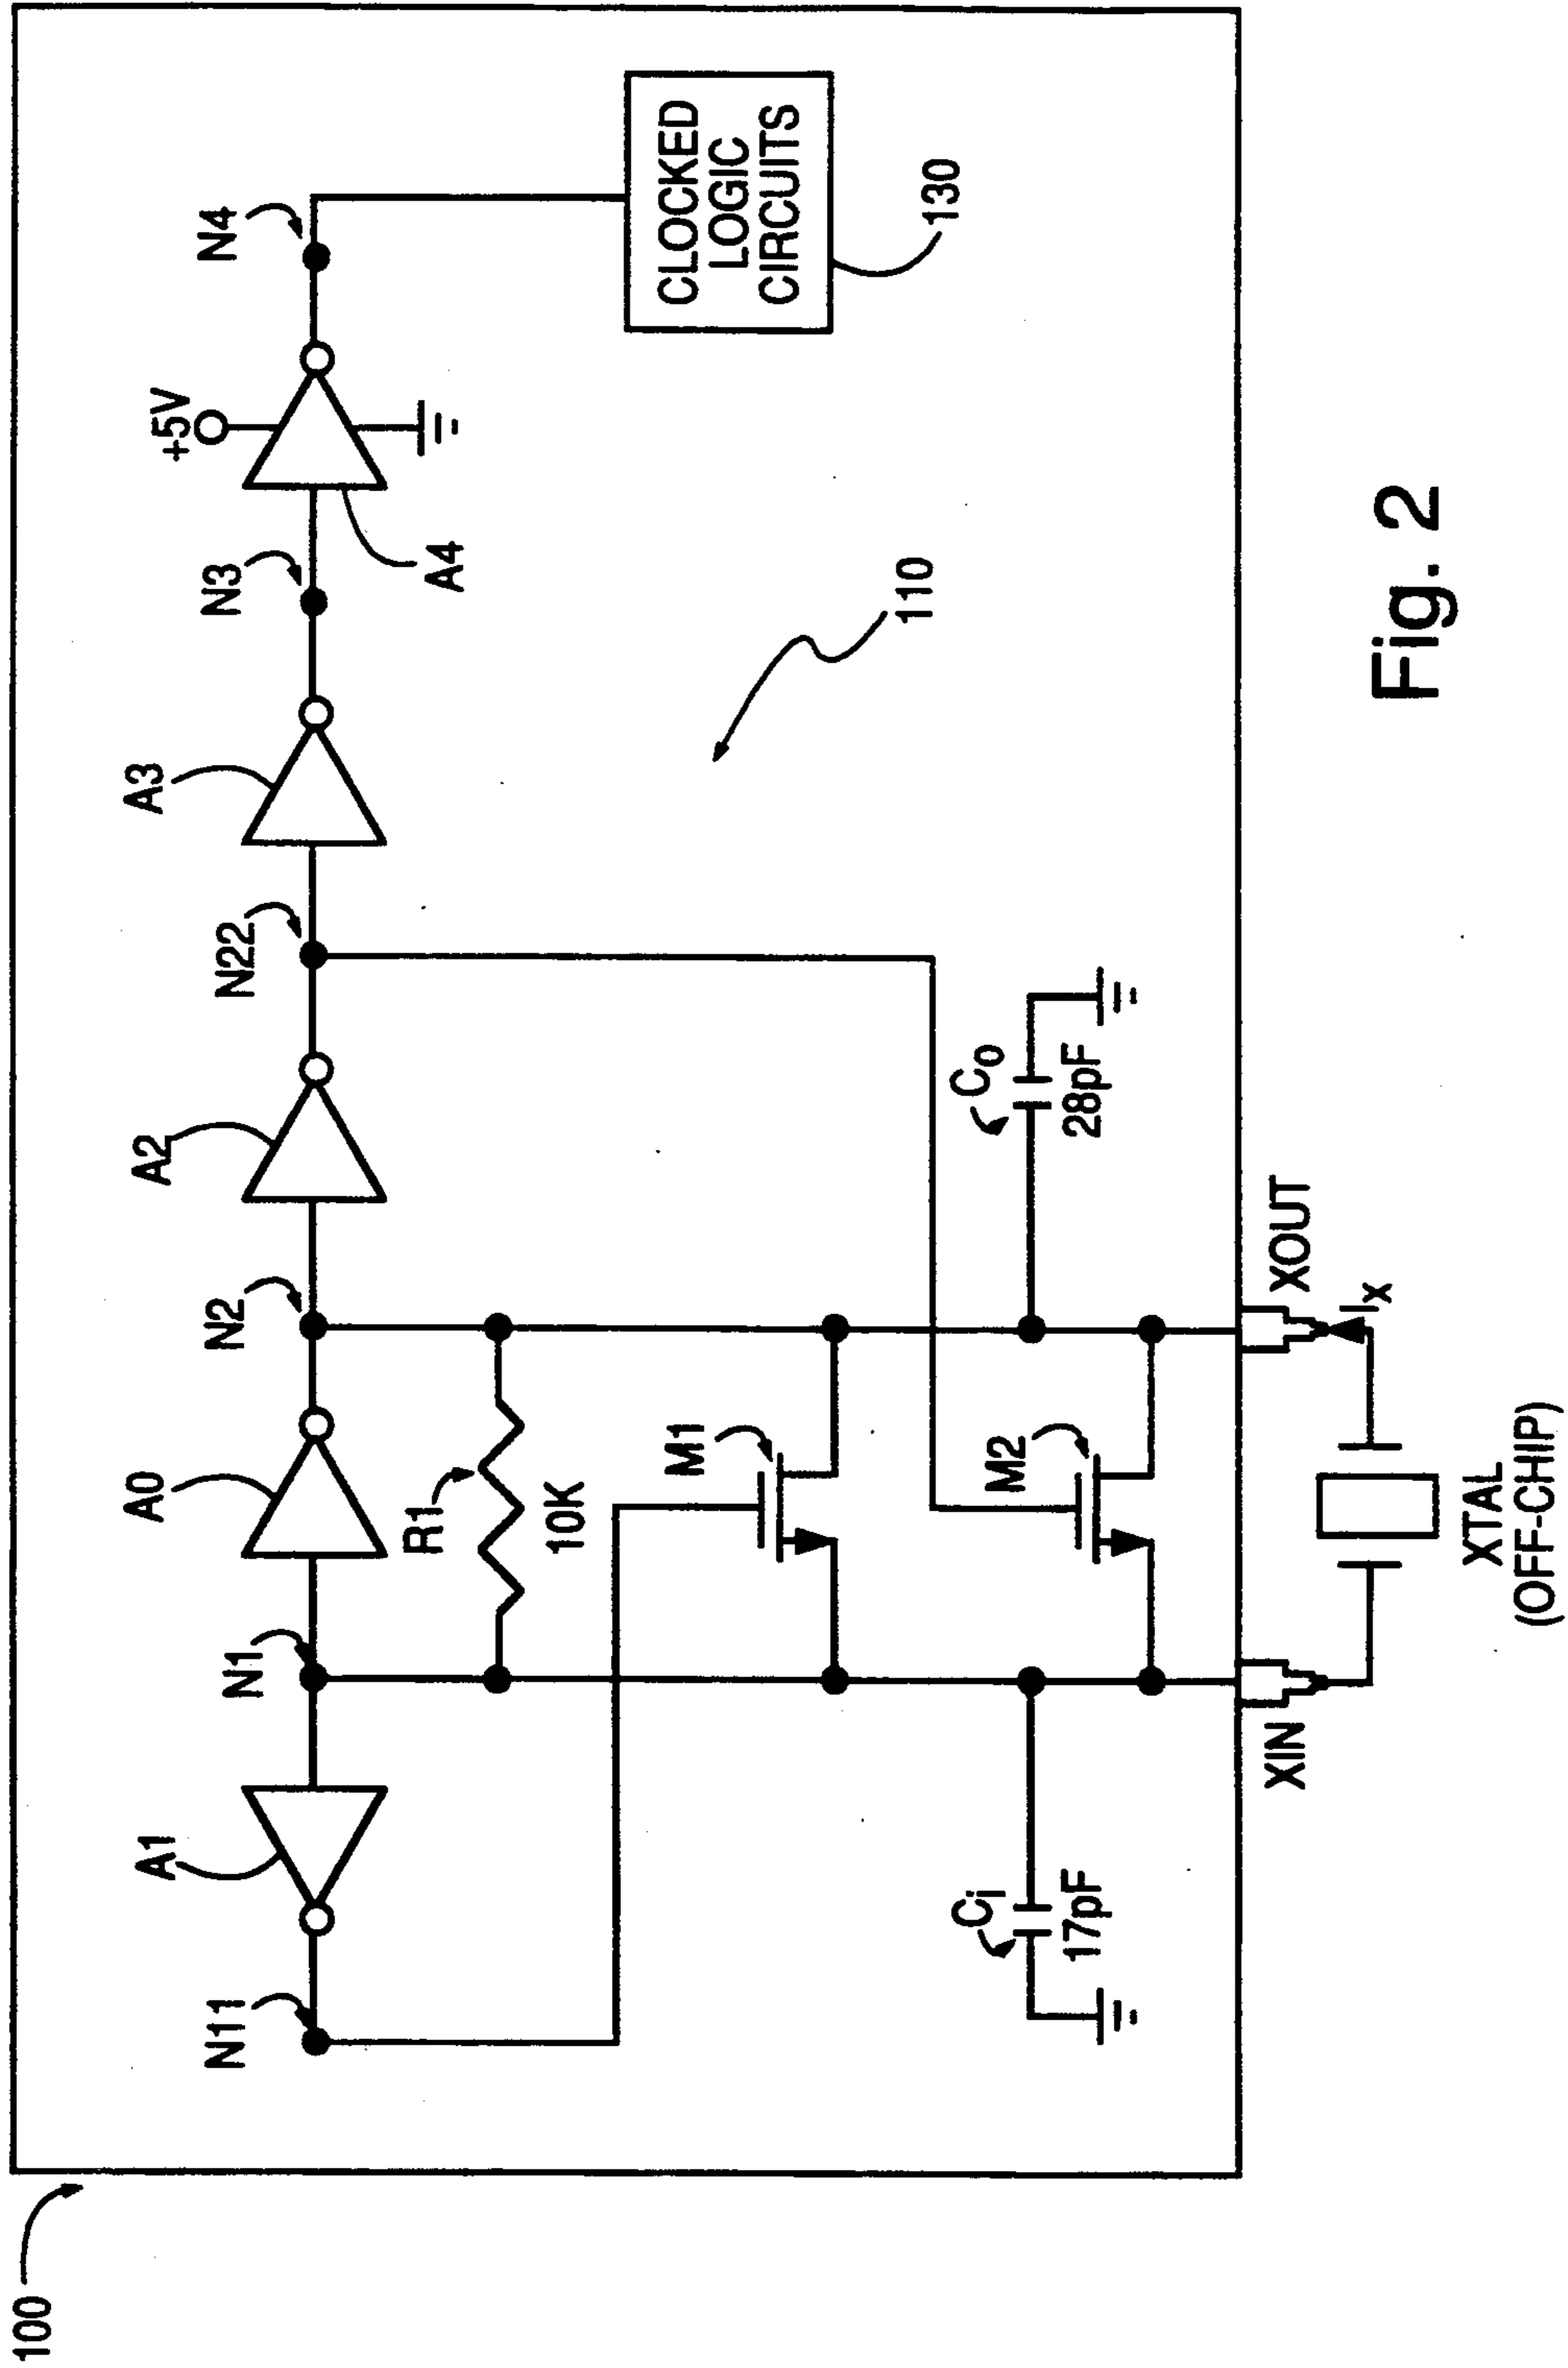 100
N11
A1
N1
A0
N2
A2
N22
A3
N3
A4
+5V
N4
R1
10K
M1
M2
Ci
17pF
Co
28pF
110
CLOCKED
LOGIC
CIRCUITS
130
XIN
XOUT
IX
XTAL
(OFF-CHIP)
Fig. 2